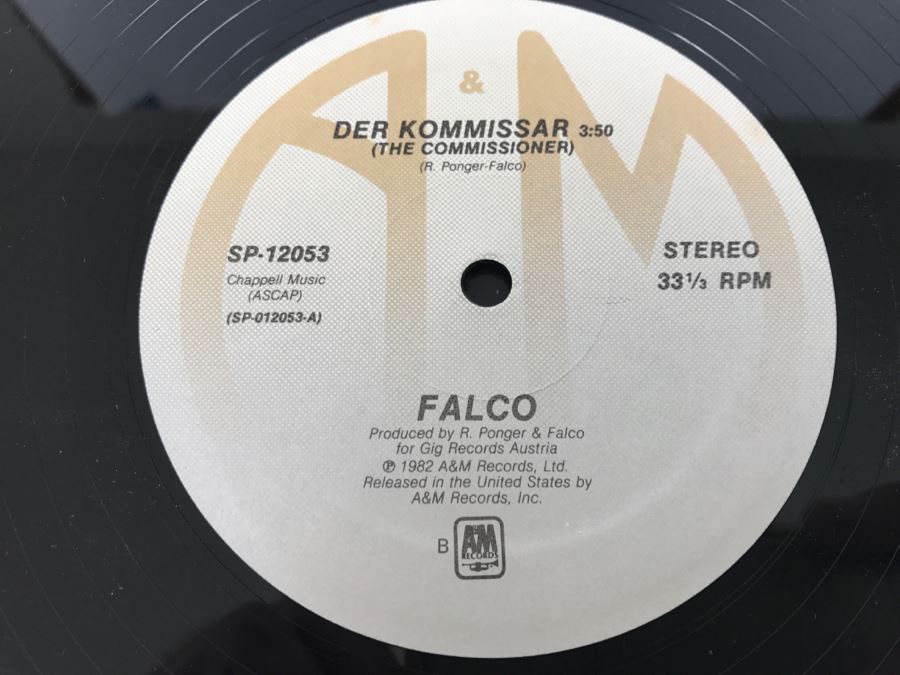 A & M
DER KOMMISSAR 3:50
(THE COMMISSIONER)
(R. Ponger-Falco)
SP-12053
Chappell Music
(ASCAP)
(SP-012053-A)
STEREO
33⅓ RPM
FALCO
Produced by R. Ponger & Falco
for Gig Records Austria
℗ 1982 A&M Records, Ltd.
Released in the United States by
A&M Records, Inc.
B
A&M
RECORDS